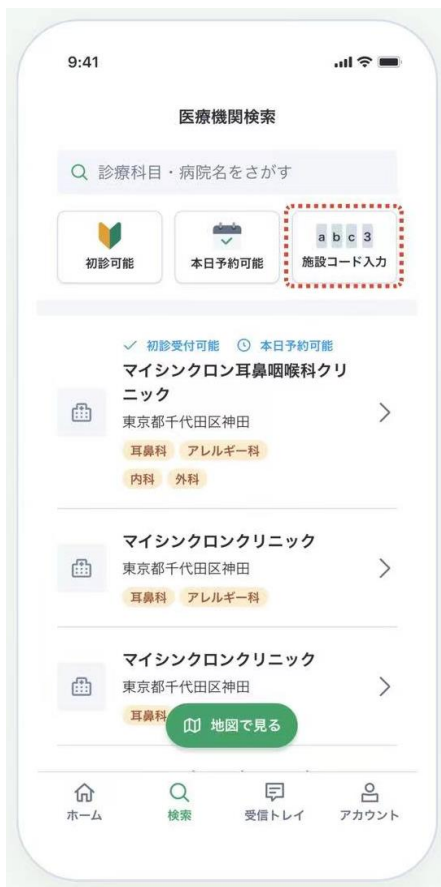 9:41
医療機関検索
診療科目・病院名をさがす
初診可能
本日予約可能
a b c 3
施設コード入力
初診受付可能 本日予約可能
マイシンクロン耳鼻咽喉科クリ
ニック
東京都千代田区神田
耳鼻科 アレルギー科
内科 外科
マイシンクロンクリニック
東京都千代田区神田
耳鼻科 アレルギー科
マイシンクロンクリニック
東京都千代田区神田
耳鼻科
地図で見る
ホーム
検索
受信トレイ
アカウント